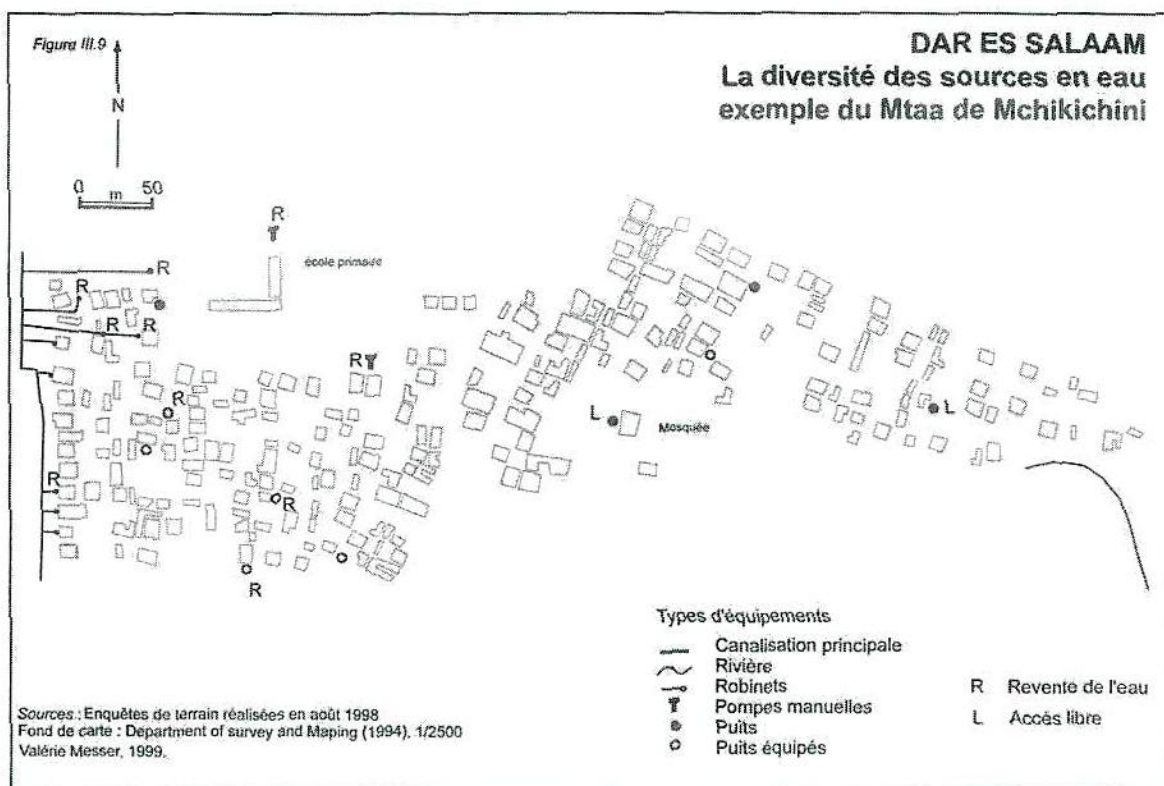 Figure III.9
DAR ES SALAAM
La diversité des sources en eau
exemple du Mtaa de Mchikichini
N
0 m 50
R
école primaire
R
R
R
R
R
R
L
Mosquée
L
R
R
R
Types d'équipements
Canalisation principale
Rivière
Robinets
Pompes manuelles
Puits
Puits équipés
R Revente de l'eau
L Accès libre
Sources : Enquêtes de terrain réalisées en août 1998
Fond de carte : Department of survey and Maping (1994), 1/2500
Valérie Messer, 1999.